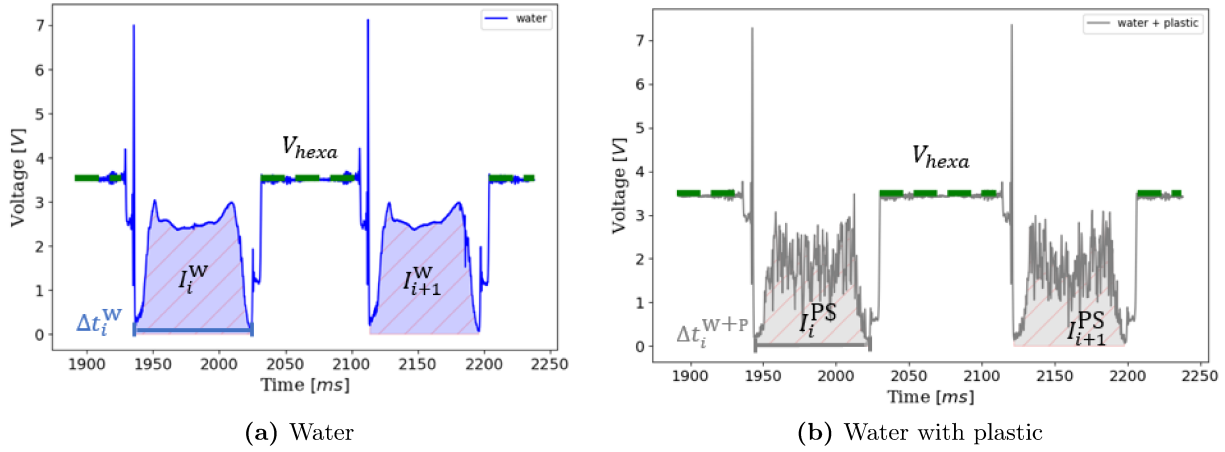 7
6
5
4
3
2
1
0
Voltage [V]
water
V_hexa
I_i^W
I_{i+1}^W
Δt_i^W
1900 1950 2000 2050 2100 2150 2200 2250
Time [ms]
(a) Water
7
6
5
4
3
2
1
0
Voltage [V]
water + plastic
V_hexa
I_i^PS
I_{i+1}^PS
Δt_i^{W+P}
1900 1950 2000 2050 2100 2150 2200 2250
Time [ms]
(b) Water with plastic